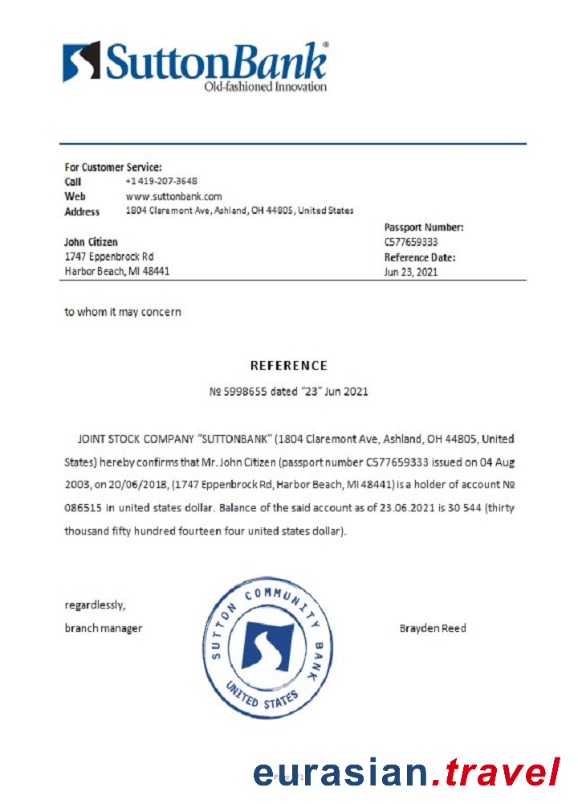 SuttonBank®
Old-fashioned Innovation
For Customer Service:
Call +1 419-207-3648
Web www.suttonbank.com
Address 1804 Claremont Ave, Ashland, OH 44805, United States
Passport Number:
John Citizen C577659333
1747 Eppenbrock Rd Reference Date:
Harbor Beach, MI 48441 Jun 23, 2021
to whom it may concern
REFERENCE
№ 5998655 dated "23" Jun 2021
JOINT STOCK COMPANY "SUTTONBANK" (1804 Claremont Ave, Ashland, OH 44805, United
States) hereby confirms that Mr. John Citizen (passport number C577659333 issued on 04 Aug
2003, on 20/06/2018, (1747 Eppenbrock Rd, Harbor Beach, MI 48441) is a holder of account №
086515 in united states dollar. Balance of the said account as of 23.06.2021 is 30 544 (thirty
thousand fifty hundred fourteen four united states dollar).
regardlessly,
branch manager Brayden Reed
SUTTON COMMUNITY BANK
UNITED STATES
eurasian.travel